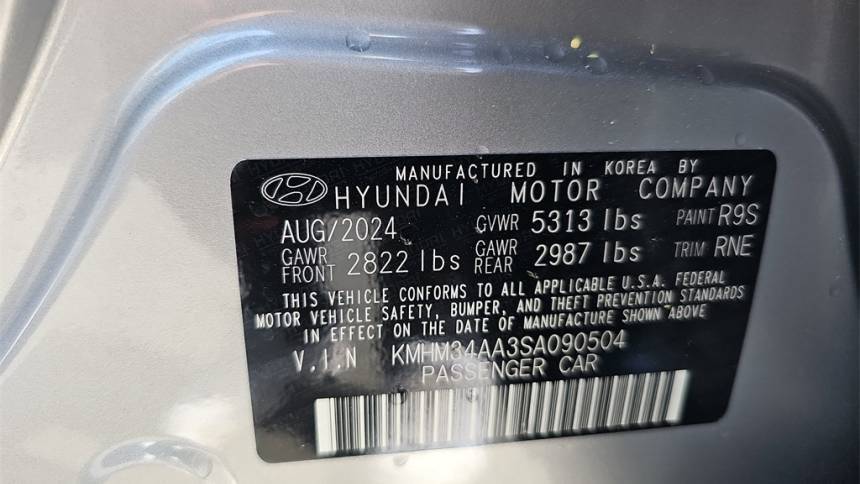 MANUFACTURED IN KOREA BY
HYUNDAI MOTOR COMPANY
AUG/2024 GVWR 5313 lbs PAINT R9S
GAWR FRONT 2822 lbs GAWR REAR 2987 lbs TRIM RNE
THIS VEHICLE CONFORMS TO ALL APPLICABLE U.S.A. FEDERAL
MOTOR VEHICLE SAFETY, BUMPER, AND THEFT PREVENTION STANDARDS
IN EFFECT ON THE DATE OF MANUFACTURE SHOWN ABOVE
V.I.N KMHM34AA3SA090504
PASSENGER CAR